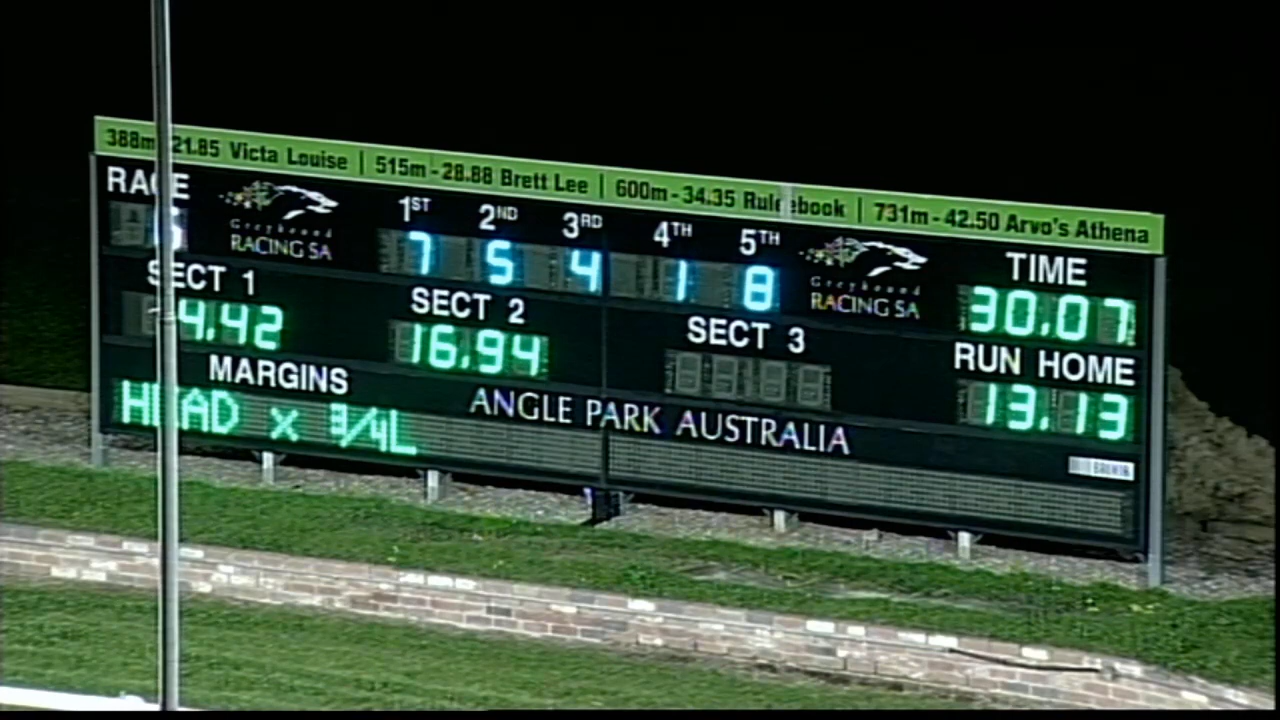 388m 21.85 Victa Louise | 515m - 28.88 Brett Lee | 600m - 34.35 Rulebook | 731m - 42.50 Arvo's Athena
RACE
Greyhound
RACING SA
1ST 2ND 3RD 4TH 5TH
7 5 4 1 8
Greyhound
RACING SA
TIME
30.07
SECT 1
4.42
SECT 2
16.94
SECT 3
RUN HOME
13.13
MARGINS
HEAD x 3/4L
ANGLE PARK AUSTRALIA